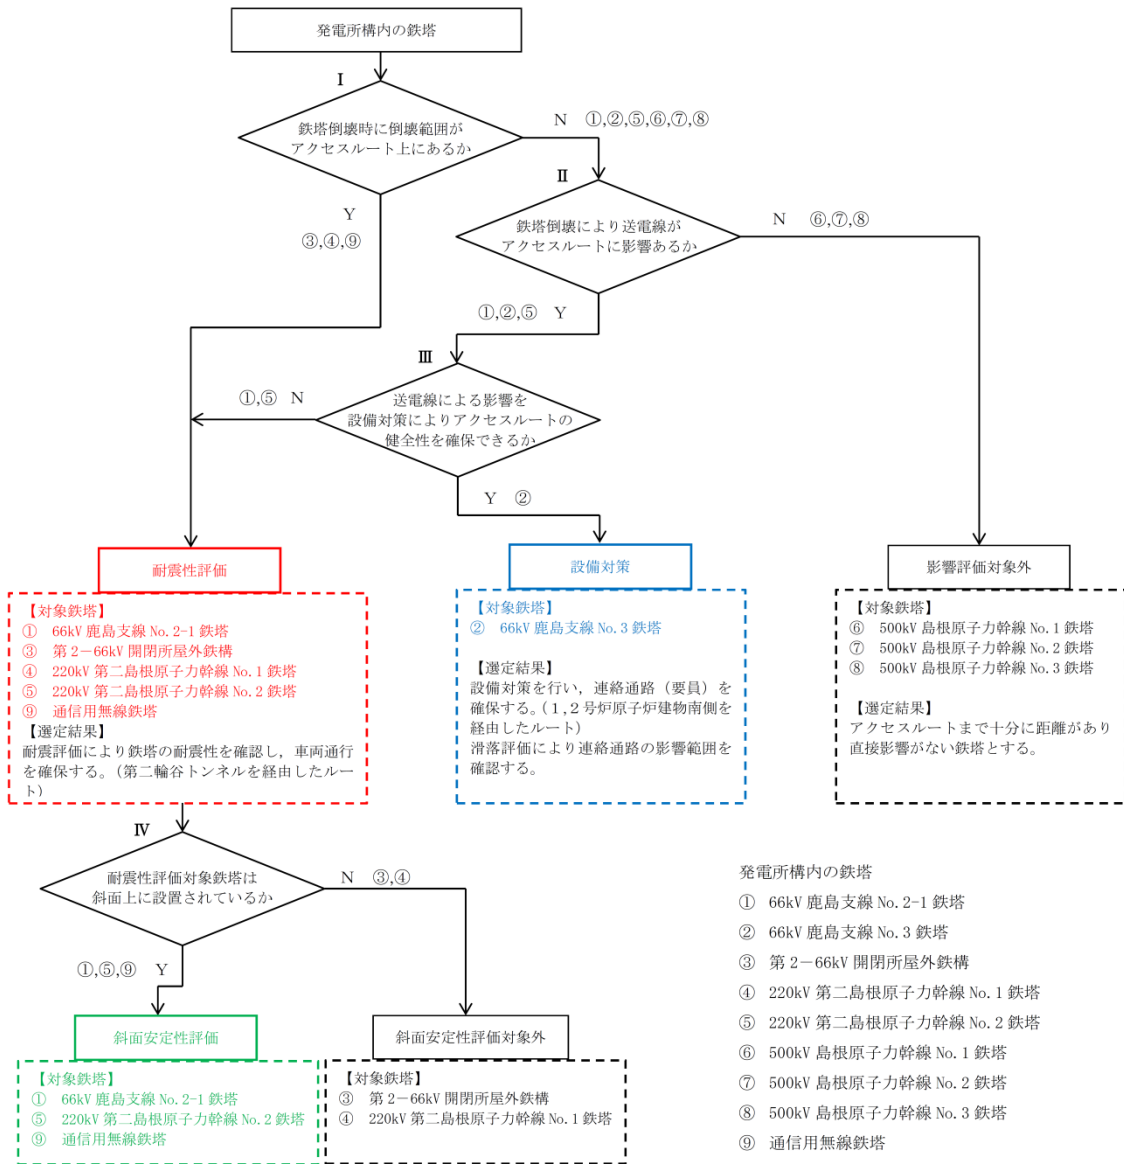 発電所構内の鉄塔
Ⅰ
鉄塔倒壊時に倒壊範囲が
アクセスルート上にあるか
N ①,②,⑤,⑥,⑦,⑧
Y
③,④,⑨
Ⅱ
鉄塔倒壊により送電線が
アクセスルートに影響あるか
N ⑥,⑦,⑧
①,②,⑤ Y
Ⅲ
送電線による影響を
設備対策によりアクセスルートの
健全性を確保できるか
①,⑤ N
Y ②
耐震性評価
【対象鉄塔】
① 66kV 鹿島支線 No.2-1 鉄塔
③ 第2－66kV 開閉所屋外鉄構
④ 220kV 第二島根原子力幹線 No.1 鉄塔
⑤ 220kV 第二島根原子力幹線 No.2 鉄塔
⑨ 通信用無線鉄塔
【選定結果】
耐震評価により鉄塔の耐震性を確認し，車両通行
を確保する。（第二輪谷トンネルを経由したルー
ト）
設備対策
【対象鉄塔】
② 66kV 鹿島支線 No.3 鉄塔
【選定結果】
設備対策を行い，連絡通路（要員）を
確保する。（1，2号炉原子炉建物南側を
経由したルート）
滑落評価により連絡通路の影響範囲を
確認する。
影響評価対象外
【対象鉄塔】
⑥ 500kV 島根原子力幹線 No.1 鉄塔
⑦ 500kV 島根原子力幹線 No.2 鉄塔
⑧ 500kV 島根原子力幹線 No.3 鉄塔
【選定結果】
アクセスルートまで十分に距離があり
直接影響がない鉄塔とする。
Ⅳ
耐震性評価対象鉄塔は
斜面上に設置されているか
N ③,④
①,⑤,⑨ Y
斜面安定性評価
【対象鉄塔】
① 66kV 鹿島支線 No.2-1 鉄塔
⑤ 220kV 第二島根原子力幹線 No.2 鉄塔
⑨ 通信用無線鉄塔
斜面安定性評価対象外
【対象鉄塔】
③ 第2－66kV 開閉所屋外鉄構
④ 220kV 第二島根原子力幹線 No.1 鉄塔
発電所構内の鉄塔
① 66kV 鹿島支線 No.2-1 鉄塔
② 66kV 鹿島支線 No.3 鉄塔
③ 第2－66kV 開閉所屋外鉄構
④ 220kV 第二島根原子力幹線 No.1 鉄塔
⑤ 220kV 第二島根原子力幹線 No.2 鉄塔
⑥ 500kV 島根原子力幹線 No.1 鉄塔
⑦ 500kV 島根原子力幹線 No.2 鉄塔
⑧ 500kV 島根原子力幹線 No.3 鉄塔
⑨ 通信用無線鉄塔